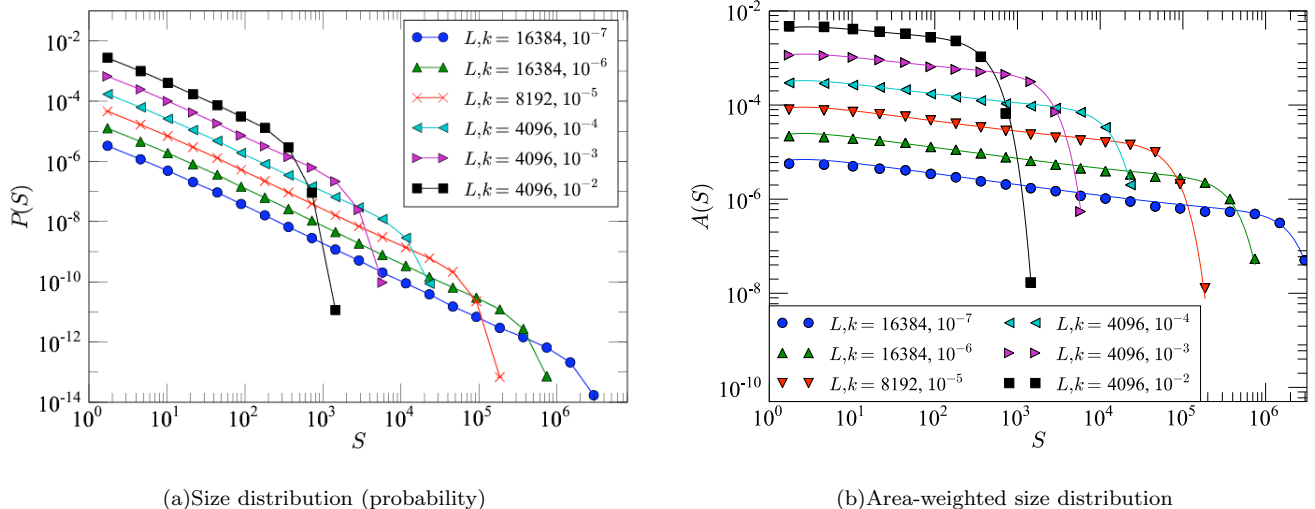 10^-2
10^-4
10^-6
10^-8
10^-10
10^-12
10^-14
P(S)
10^0 10^1 10^2 10^3 10^4 10^5 10^6
S
L,k = 16384, 10^-7
L,k = 16384, 10^-6
L,k = 8192, 10^-5
L,k = 4096, 10^-4
L,k = 4096, 10^-3
L,k = 4096, 10^-2
(a)Size distribution (probability)
10^-2
10^-4
10^-6
10^-8
10^-10
A(S)
10^0 10^1 10^2 10^3 10^4 10^5 10^6
S
L,k = 16384, 10^-7
L,k = 16384, 10^-6
L,k = 8192, 10^-5
L,k = 4096, 10^-4
L,k = 4096, 10^-3
L,k = 4096, 10^-2
(b)Area-weighted size distribution